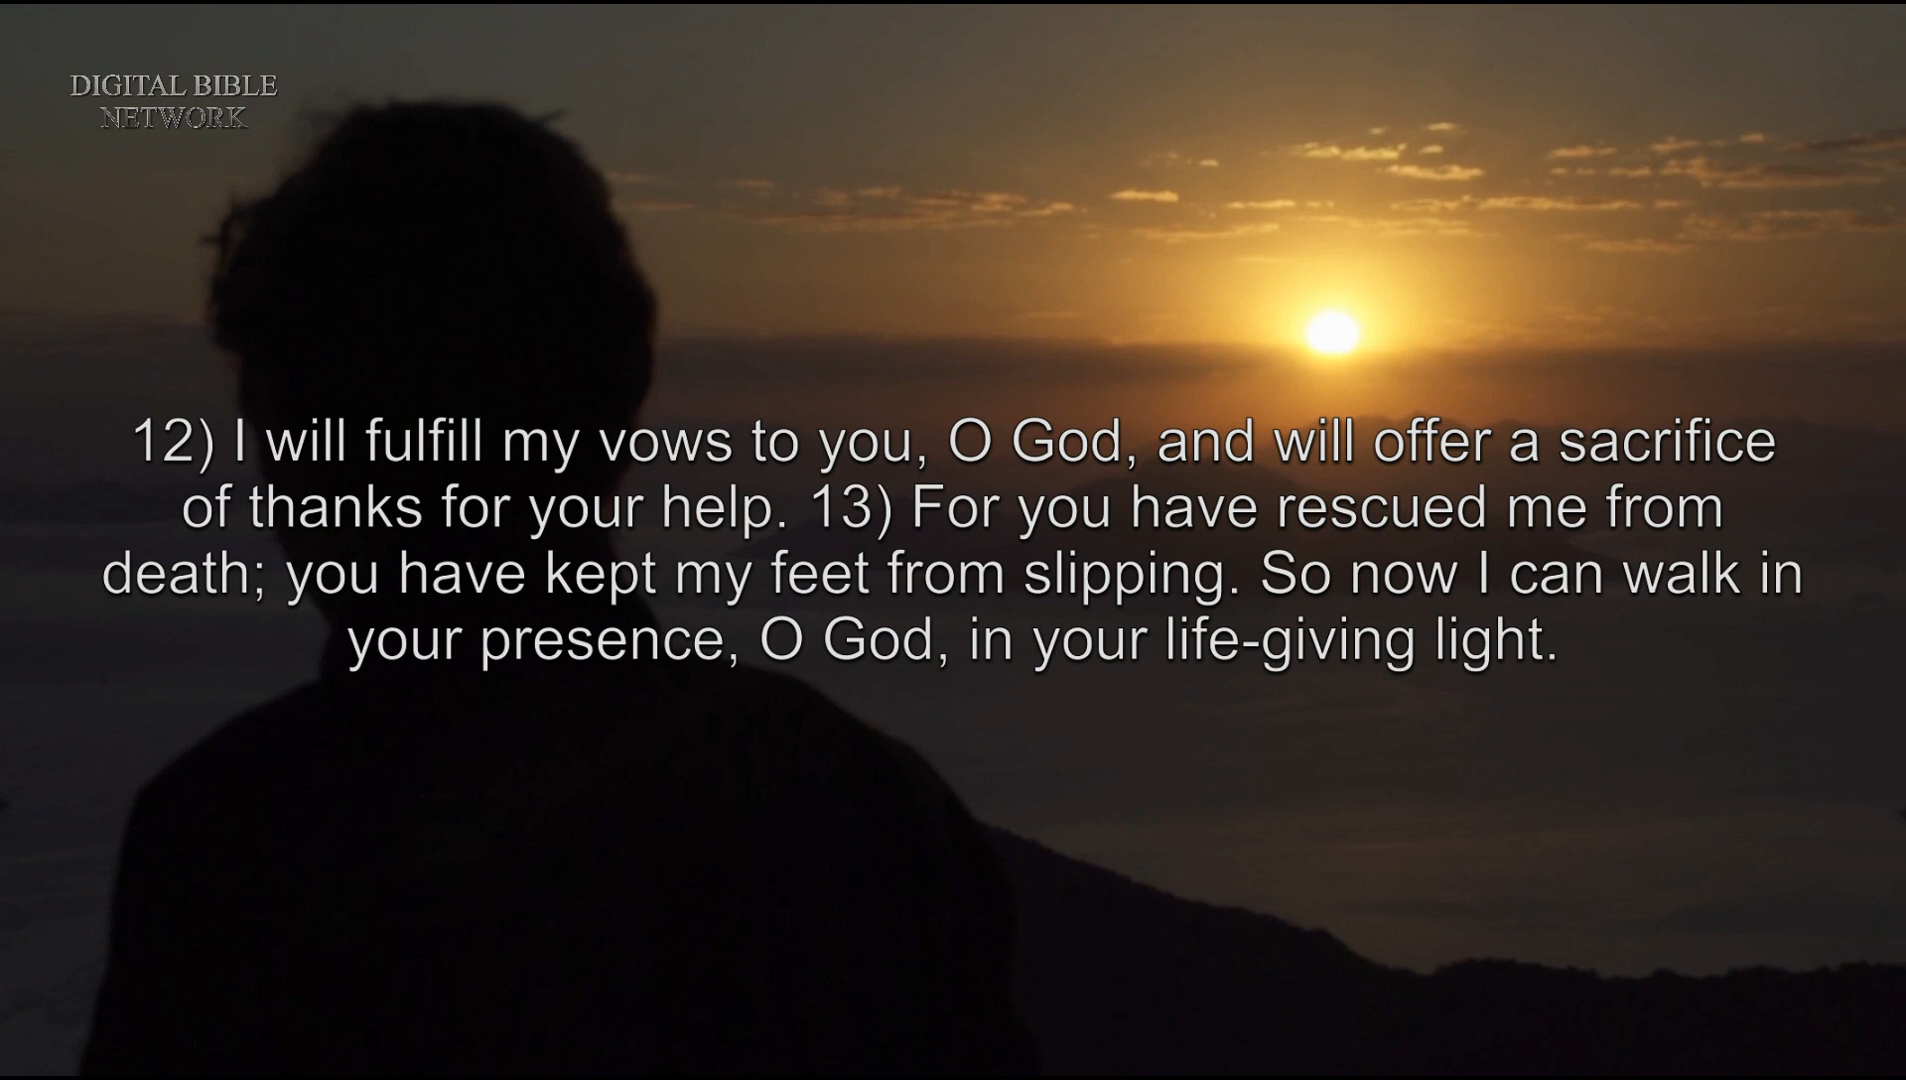 DIGITAL BIBLE
NETWORK
12) I will fulfill my vows to you, O God, and will offer a sacrifice
of thanks for your help. 13) For you have rescued me from
death; you have kept my feet from slipping. So now I can walk in
your presence, O God, in your life-giving light.